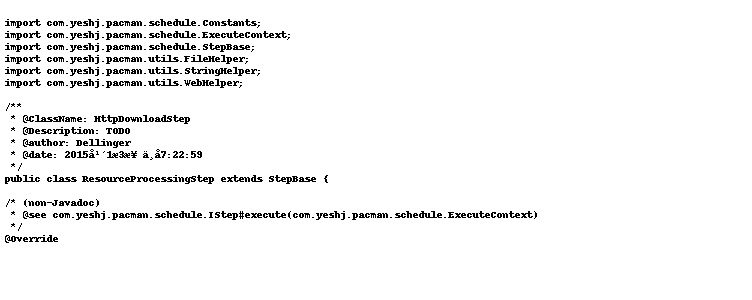 import com.yeshj.pacman.schedule.Constants;
import com.yeshj.pacman.schedule.ExecuteContext;
import com.yeshj.pacman.schedule.StepBase;
import com.yeshj.pacman.utils.FileHelper;
import com.yeshj.pacman.utils.StringHelper;
import com.yeshj.pacman.utils.WebHelper;
/**
* @ClassName: HttpDownloadStep
* @Description: TODO
* @author: Dellinger
* @date: 2015å¹´1æ3æ¥ ä¸å7:22:59
*/
public class ResourceProcessingStep extends StepBase {
/* (non-Javadoc)
* @see com.yeshj.pacman.schedule.IStep#execute(com.yeshj.pacman.schedule.ExecuteContext)
*/
@Override